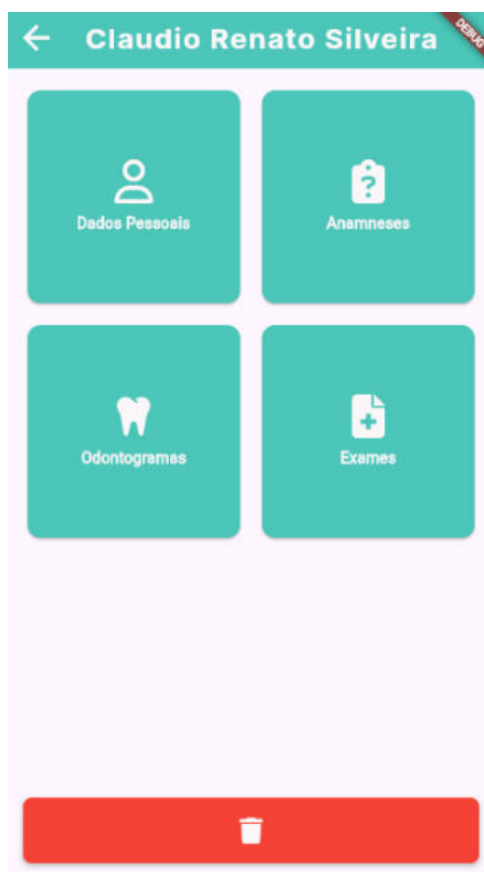 Claudio Renato Silveira
DEBUG
Dados Pessoais
Anamneses
?
Odontogramas
Exames